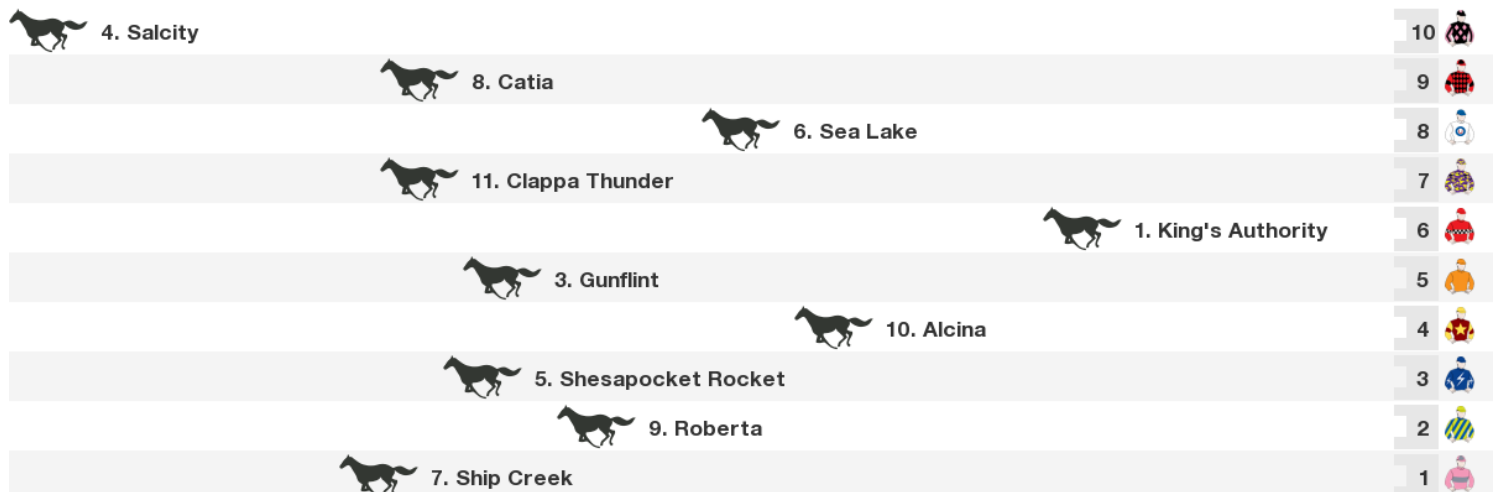 4. Salcity 10
8. Catia 9
6. Sea Lake 8
11. Clappa Thunder 7
1. King's Authority 6
3. Gunflint 5
10. Alcina 4
5. Shesapocket Rocket 3
9. Roberta 2
7. Ship Creek 1